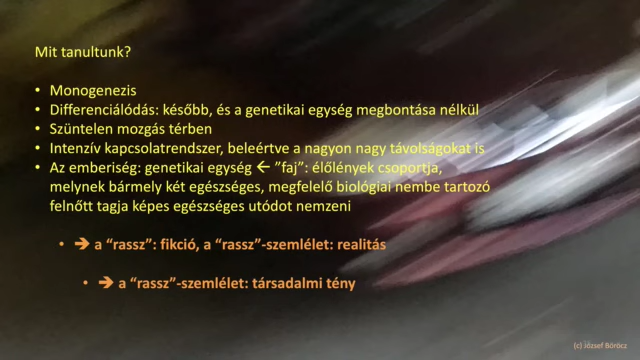 Mit tanultunk?
• Monogenezis
• Differenciálódás: később, és a genetikai egység megbontása nélkül
• Szüntelen mozgás térben
• Intenzív kapcsolatrendszer, beleértve a nagyon nagy távolságokat is
• Az emberiség: genetikai egység ← ”faj”: élőlények csoportja,
melynek bármely két egészséges, megfelelő biológiai nembe tartozó
felnőtt tagja képes egészséges utódot nemzeni
• ➔ a “rassz”: fikció, a “rassz”-szemlélet: realitás
• ➔ a “rassz”-szemlélet: társadalmi tény
(c) József Böröcz